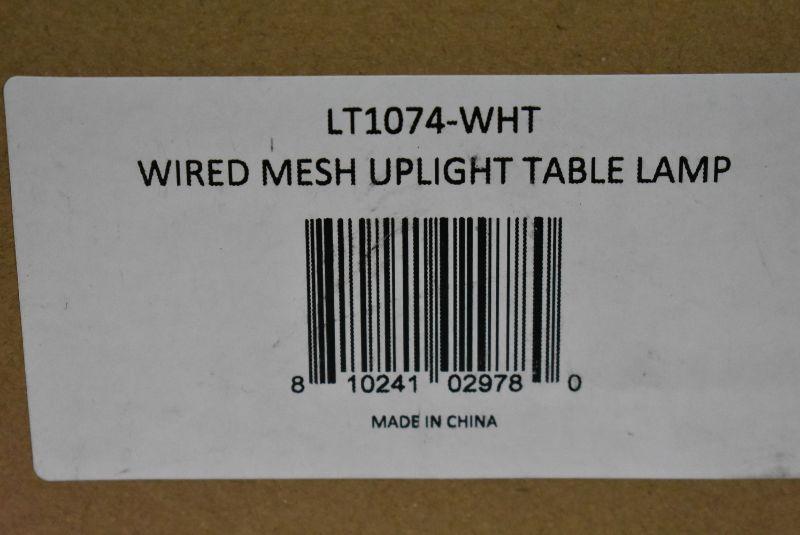 LT1074-WHT
WIRED MESH UPLIGHT TABLE LAMP
8 10241 02978 0
MADE IN CHINA